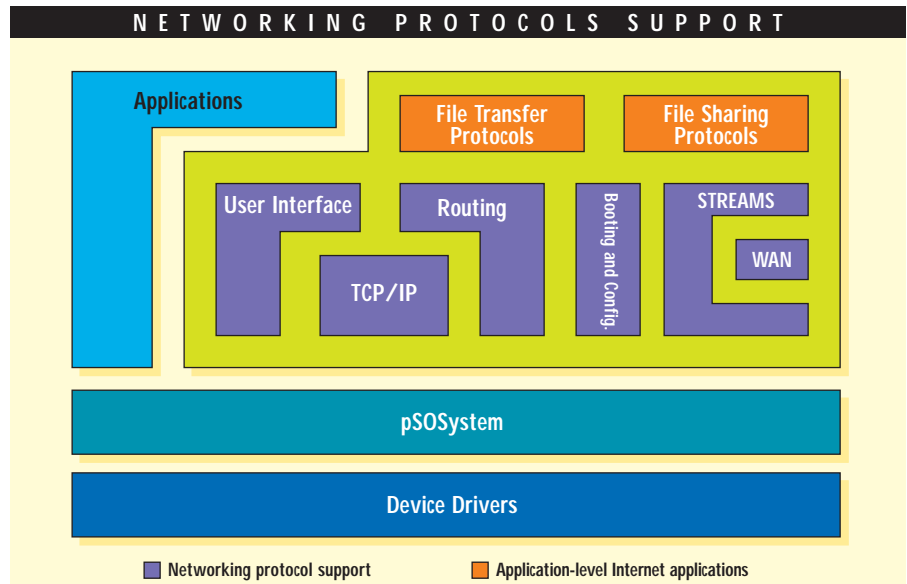 NETWORKING PROTOCOLS SUPPORT
Applications
File Transfer
Protocols
File Sharing
Protocols
User Interface
Routing
Booting and Config.
STREAMS
WAN
TCP/IP
pSOSystem
Device Drivers
Networking protocol support
Application-level Internet applications